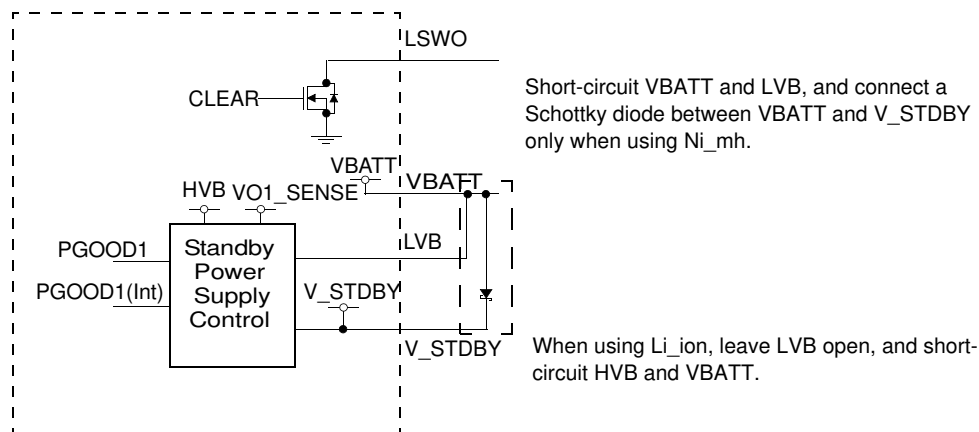 LSWO
CLEAR
Short-circuit VBATT and LVB, and connect a
Schottky diode between VBATT and V_STDBY
only when using Ni_mh.
VBATT
VBATT
HVB
VO1_SENSE
PGOOD1
Standby
Power
Supply
Control
LVB
PGOOD1(Int)
V_STDBY
V_STDBY
When using Li_ion, leave LVB open, and short-
circuit HVB and VBATT.